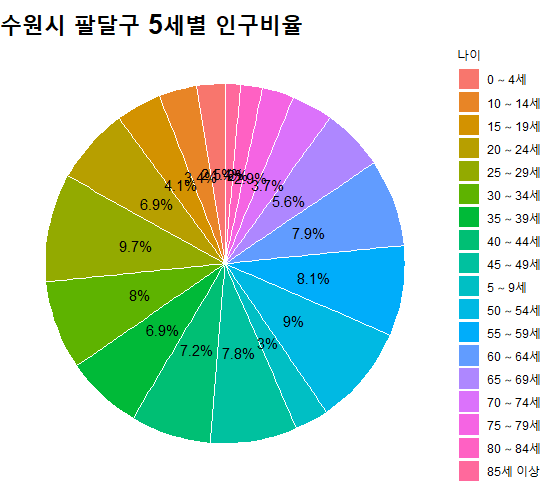 수원시 팔달구 5세별 인구비율
나이
0 ~ 4세
10 ~ 14세
15 ~ 19세
20 ~ 24세
25 ~ 29세
30 ~ 34세
35 ~ 39세
40 ~ 44세
45 ~ 49세
5 ~ 9세
50 ~ 54세
55 ~ 59세
60 ~ 64세
65 ~ 69세
70 ~ 74세
75 ~ 79세
80 ~ 84세
85세 이상
3.4%
4.1%
6.9%
9.7%
8%
6.9%
7.2%
7.8%
3%
9%
8.1%
7.9%
5.6%
3.7%
2.9%